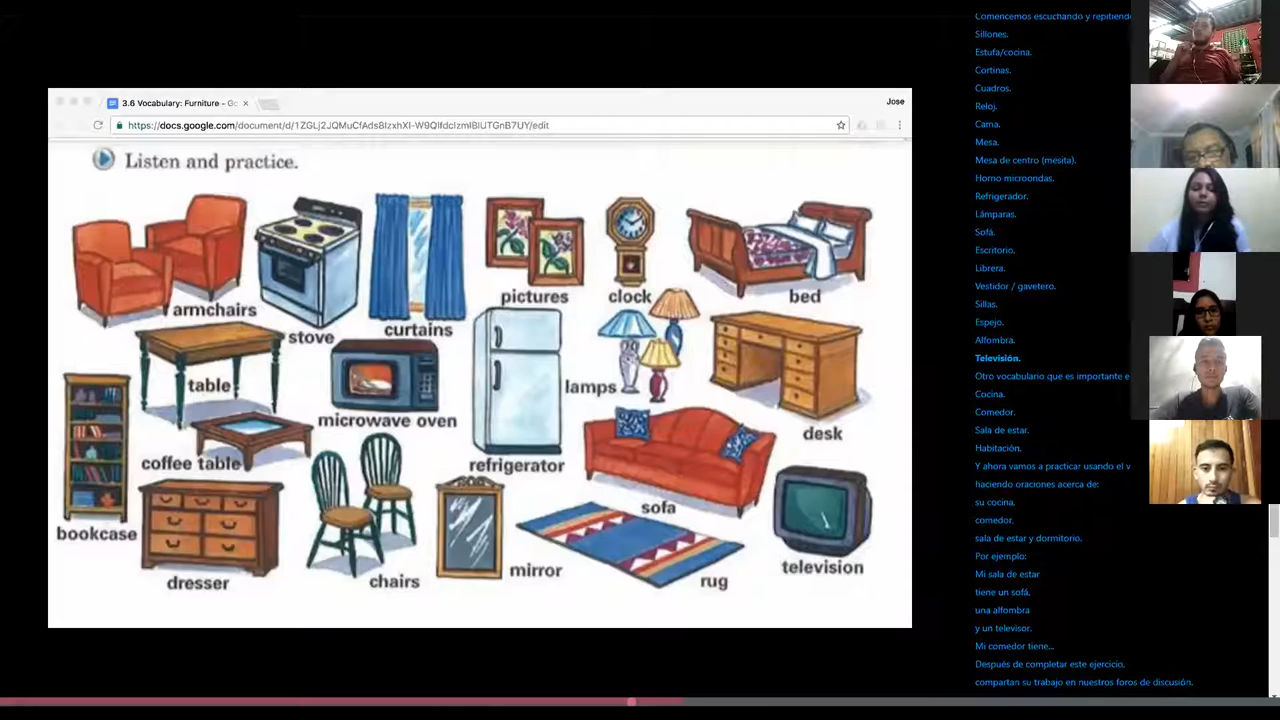 3.6 Vocabulary: Furniture - Go
Jose
https://docs.google.com/document/d/1ZGLj2JQMuCfAds8IzxhXI-W9QIfdcIzmIBIUTGnB7UY/edit
Listen and practice.
armchairs
stove
curtains
pictures
clock
bed
table
microwave oven
refrigerator
lamps
desk
coffee table
bookcase
dresser
chairs
mirror
sofa
rug
television
Comencemos escuchando y repitiendo
Sillones.
Estufa/cocina.
Cortinas.
Cuadros.
Reloj.
Cama.
Mesa.
Mesa de centro (mesita).
Horno microondas.
Refrigerador.
Lámparas.
Sofá.
Escritorio.
Librera.
Vestidor / gavetero.
Sillas.
Espejo.
Alfombra.
Televisión.
Otro vocabulario que es importante e
Cocina.
Comedor.
Sala de estar.
Habitación.
Y ahora vamos a practicar usando el v
haciendo oraciones acerca de:
su cocina,
comedor,
sala de estar y dormitorio.
Por ejemplo:
Mi sala de estar
tiene un sofá,
una alfombra
y un televisor.
Mi comedor tiene...
Después de completar este ejercicio,
compartan su trabajo en nuestros foros de discusión.